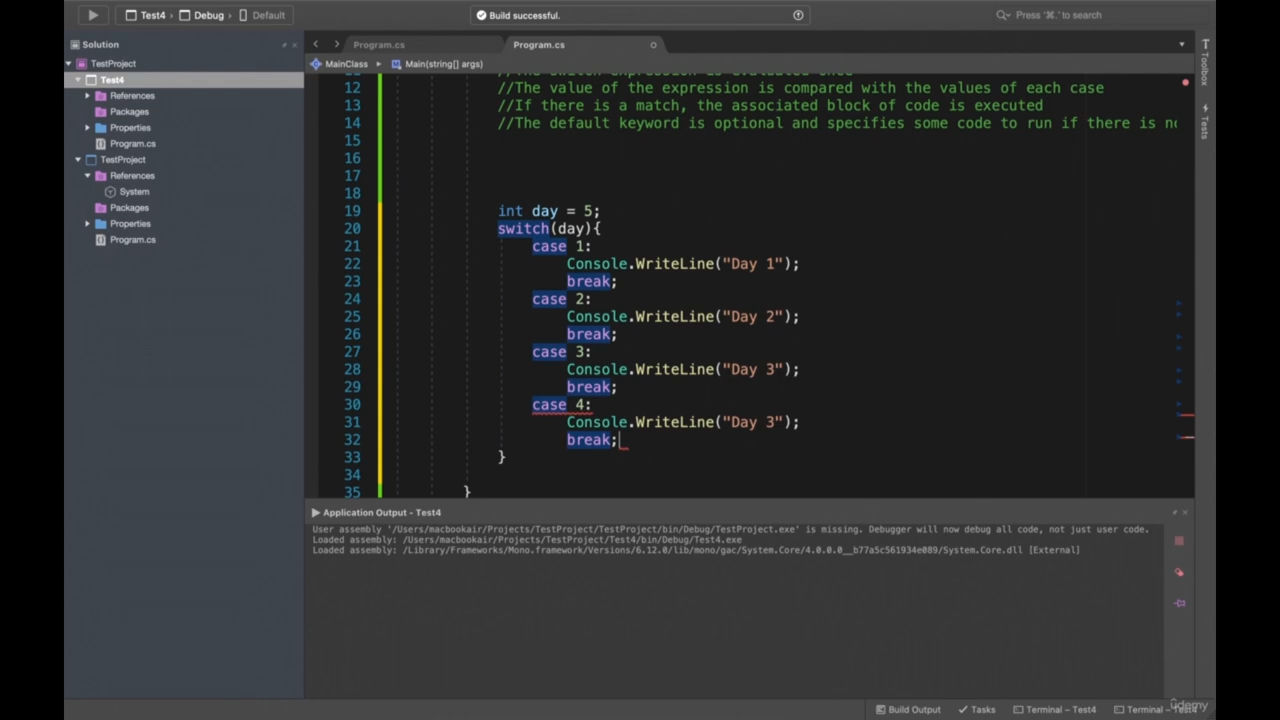 Test4 › Debug › Default
Build successful.
Press '⌘.' to search
Solution
TestProject
Test4
References
Packages
Properties
Program.cs
TestProject
References
System
Packages
Properties
Program.cs
Program.cs
Program.cs
MainClass
Main(string[] args)
12 //The value of the expression is compared with the values of each case
13 //If there is a match, the associated block of code is executed
14 //The default keyword is optional and specifies some code to run if there is
15
16
17
18
19 int day = 5;
20 switch(day){
21 case 1:
22 Console.WriteLine("Day 1");
23 break;
24 case 2:
25 Console.WriteLine("Day 2");
26 break;
27 case 3:
28 Console.WriteLine("Day 3");
29 break;
30 case 4:
31 Console.WriteLine("Day 3");
32 break;
33 }
34
35 }
Toolbox
Tests
Application Output - Test4
User assembly '/Users/macbookair/Projects/TestProject/TestProject/bin/Debug/TestProject.exe' is missing. Debugger will now debug all code, not just user code.
Loaded assembly: /Users/macbookair/Projects/TestProject/Test4/bin/Debug/Test4.exe
Loaded assembly: /Library/Frameworks/Mono.framework/Versions/6.12.0/lib/mono/gac/System.Core/4.0.0.0__b77a5c561934e089/System.Core.dll [External]
Build Output
Tasks
Terminal – Test4
Terminal – Test4
udemy